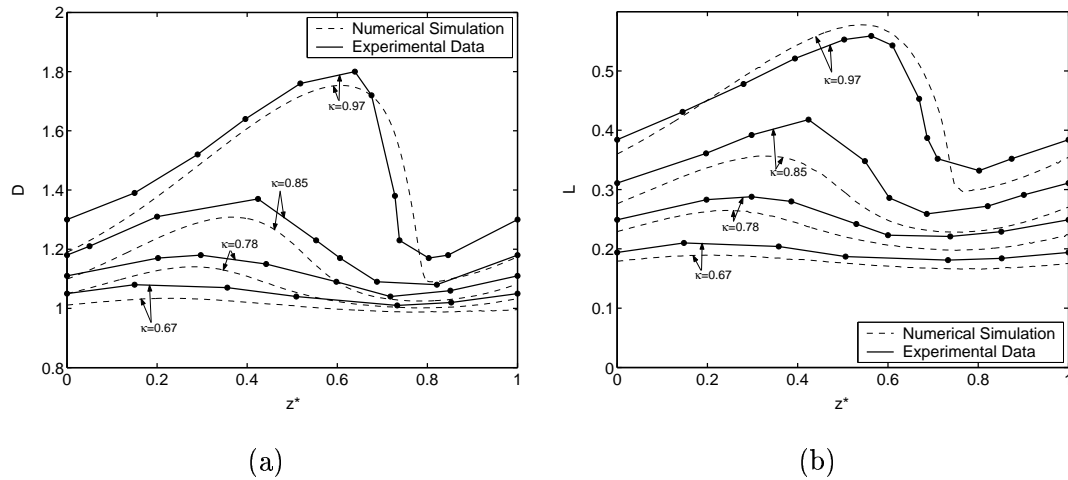 2
1.8
1.6
1.4
1.2
1
0.8
D
0
0.2
0.4
0.6
0.8
1
z*
Numerical Simulation
Experimental Data
κ=0.97
κ=0.85
κ=0.78
κ=0.67
(a)
0.5
0.4
0.3
0.2
0.1
0
L
0
0.2
0.4
0.6
0.8
1
z*
κ=0.97
κ=0.85
κ=0.78
κ=0.67
Numerical Simulation
Experimental Data
(b)